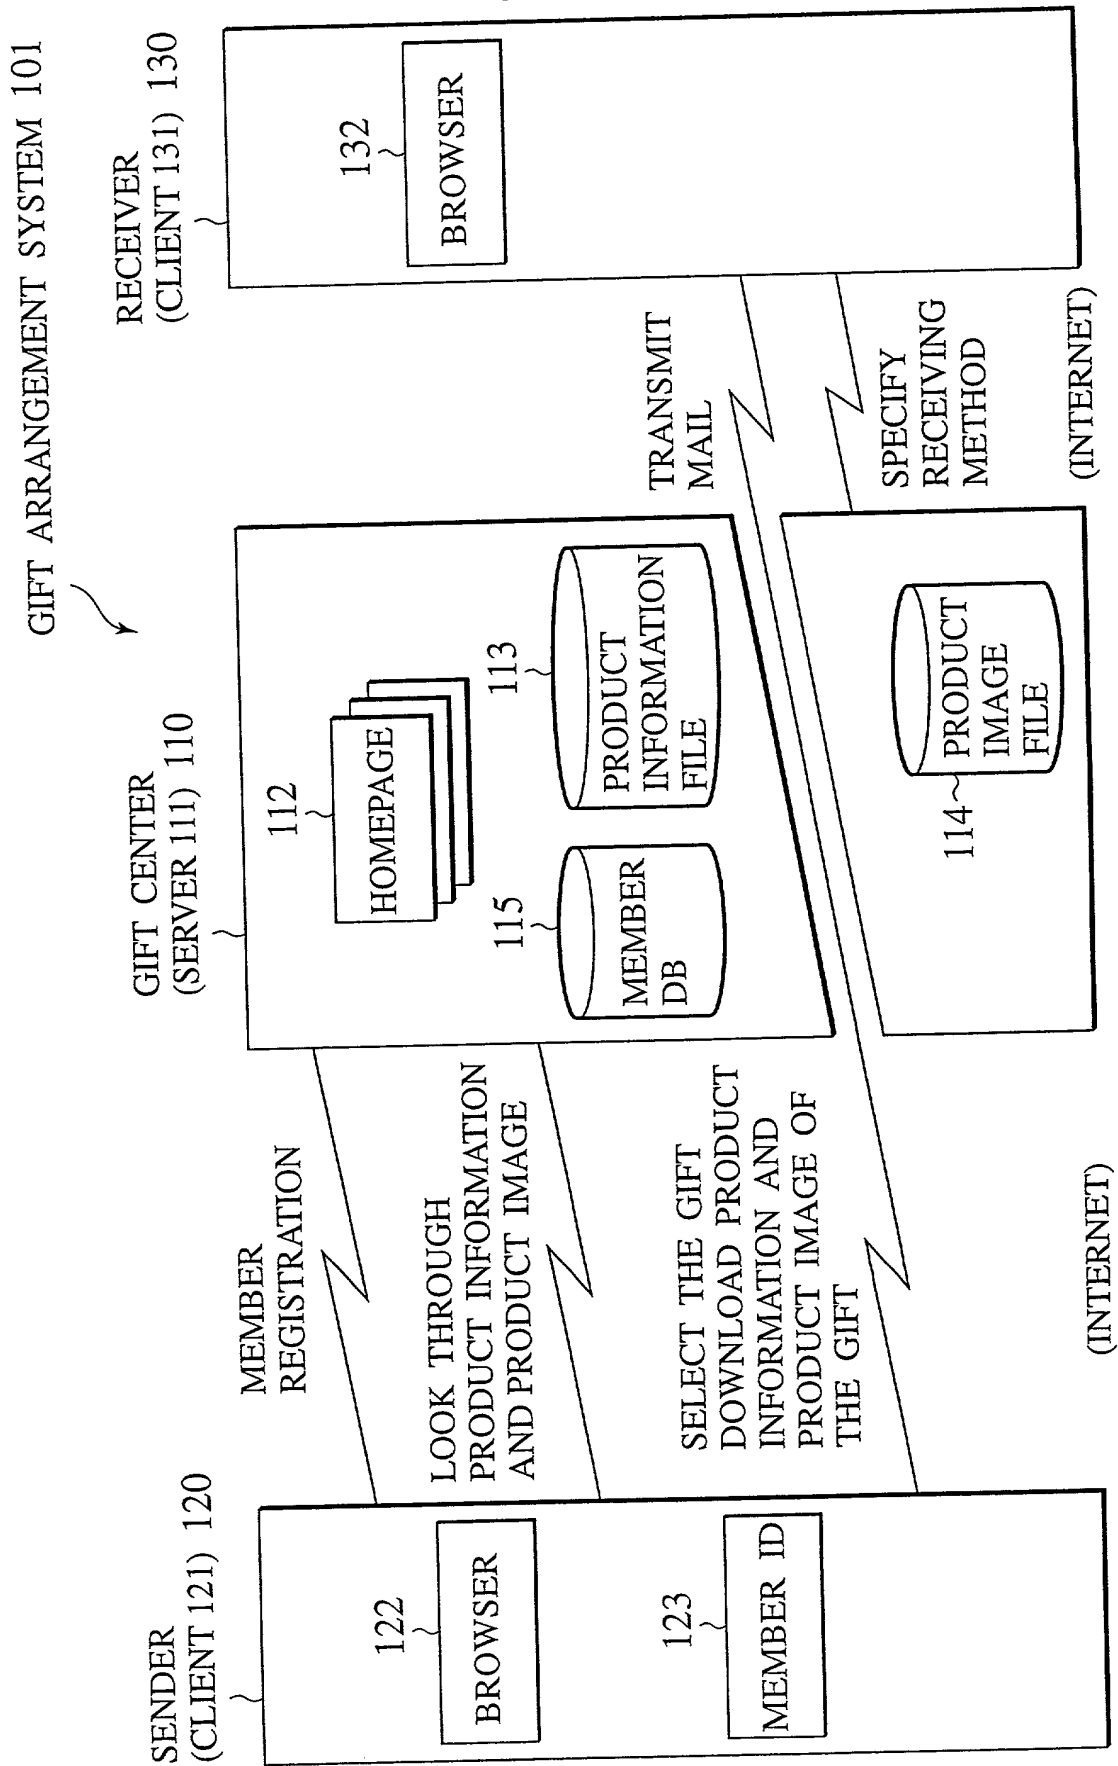 GIFT ARRANGEMENT SYSTEM 101
SENDER
(CLIENT 121) 120
122
BROWSER
123
MEMBER ID
MEMBER
REGISTRATION
LOOK THROUGH
PRODUCT INFORMATION
AND PRODUCT IMAGE
SELECT THE GIFT
DOWNLOAD PRODUCT
INFORMATION AND
PRODUCT IMAGE OF
THE GIFT
(INTERNET)
GIFT CENTER
(SERVER 111) 110
112
HOMEPAGE
115
MEMBER
DB
113
PRODUCT
INFORMATION
FILE
114
PRODUCT
IMAGE
FILE
TRANSMIT
MAIL
SPECIFY
RECEIVING
METHOD
(INTERNET)
RECEIVER
(CLIENT 131) 130
132
BROWSER